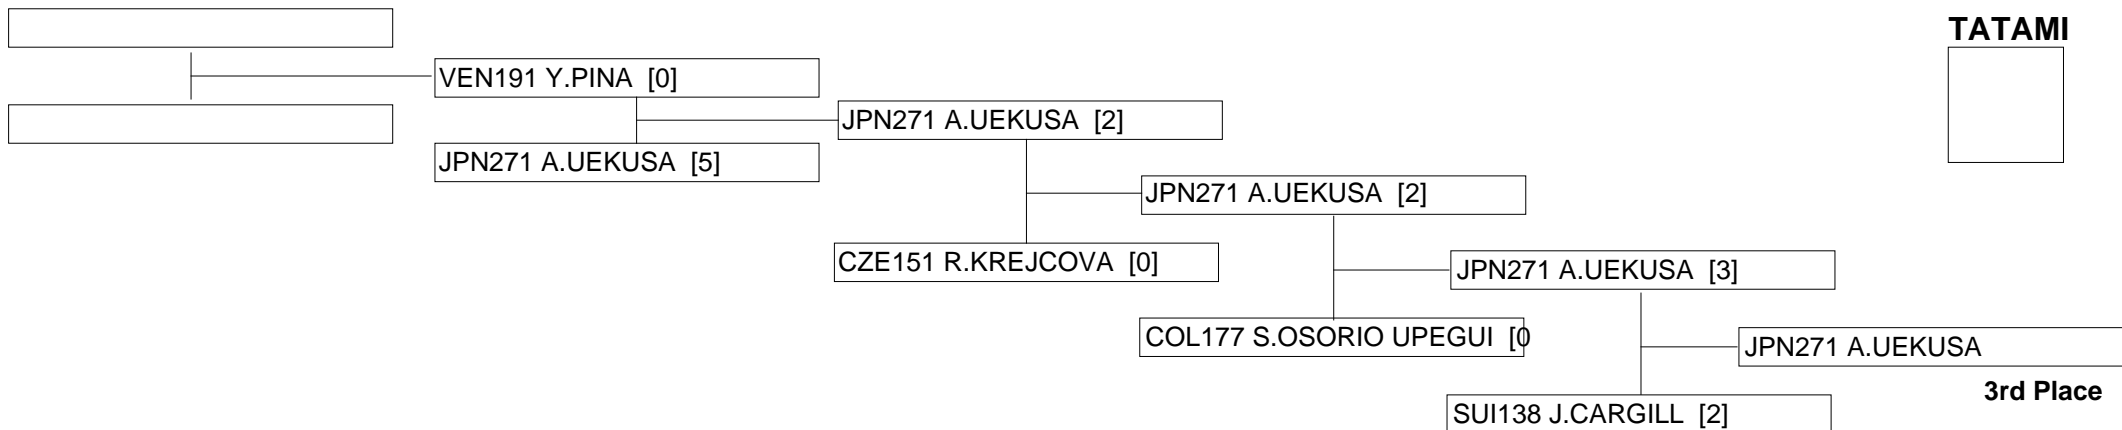 TATAMI
VEN191 Y.PINA [0]
JPN271 A.UEKUSA [2]
JPN271 A.UEKUSA [5]
JPN271 A.UEKUSA [2]
CZE151 R.KREJCOVA [0]
JPN271 A.UEKUSA [3]
COL177 S.OSORIO UPEGUI [0
JPN271 A.UEKUSA
3rd Place
SUI138 J.CARGILL [2]